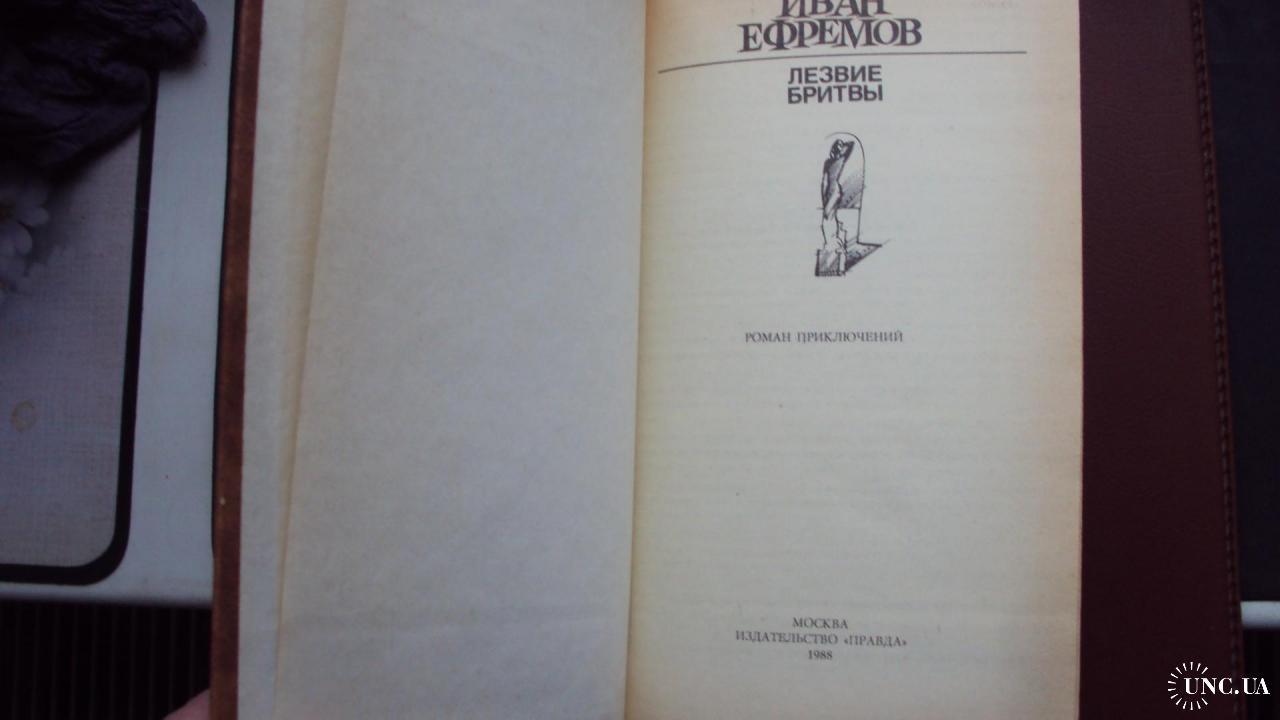 ИВАН
ЕФРЕМОВ
ЛЕЗВИЕ
БРИТВЫ
РОМАН ПРИКЛЮЧЕНИЙ
МОСКВА
ИЗДАТЕЛЬСТВО «ПРАВДА»
1988
UNC.UA